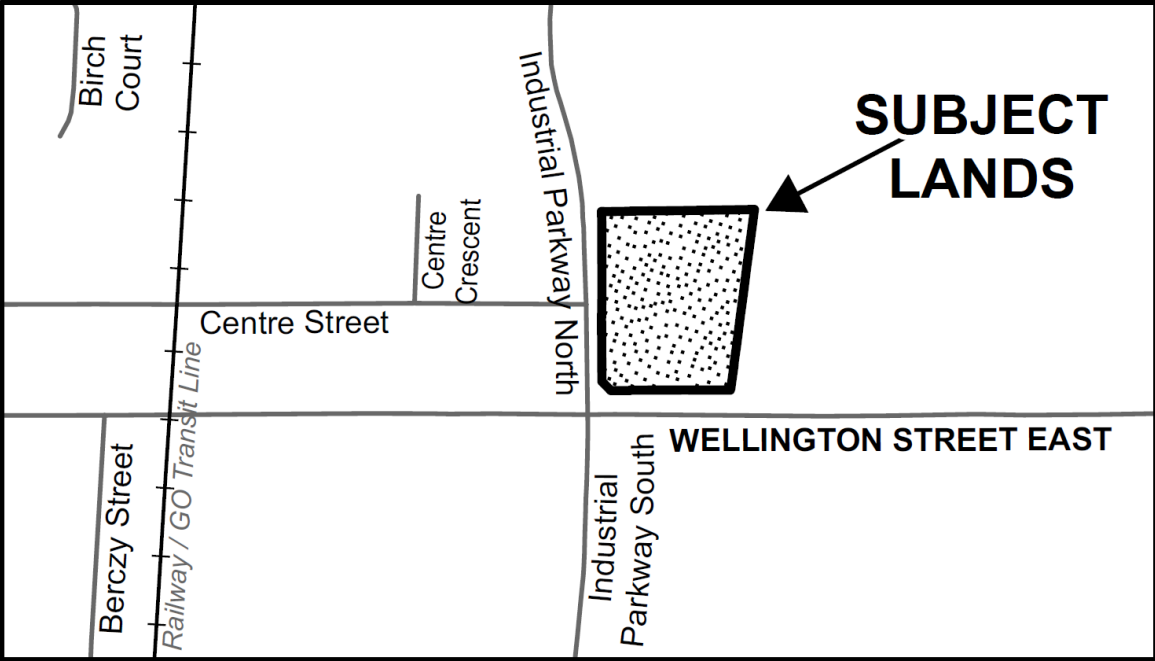 Birch
Court
Industrial Parkway North
SUBJECT
LANDS
Centre
Crescent
Centre Street
Railway / GO Transit Line
WELLINGTON STREET EAST
Berczy Street
Industrial
Parkway South